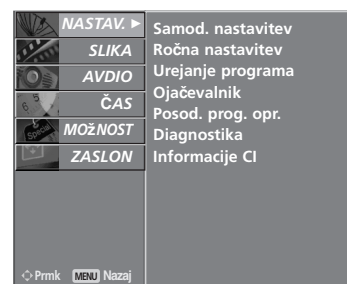 NASTAV. ►
SLIKA
AVDIO
ČAS
MOŽNOST
ZASLON
Samod. nastavitev
Ročna nastavitev
Urejanje programa
Ojačevalnik
Posod. prog. opr.
Diagnostika
Informacije CI
Prmk MENU Nazaj